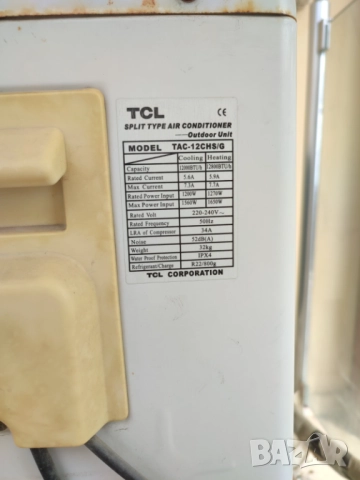 TCL CE
SPLIT TYPE AIR CONDITIONER
-----Outdoor Unit
MODEL TAC-12CHS/G
Cooling Heating
Capacity 12000BTU/h 12000BTU/h
Rated Current 5.6A 5.9A
Max Current 7.3A 7.7A
Rated Power Input 1200W 1270W
Max Power Input 1560W 1650W
Rated Volt 220-240V~
Rated Frequency 50Hz
LRA of Compressor 34A
Noise 52dB(A)
Weight 32kg
Water Proof Protection IPX4
Refrigerant/Charge R22/800g
TCL CORPORATION
BAZAR
bg